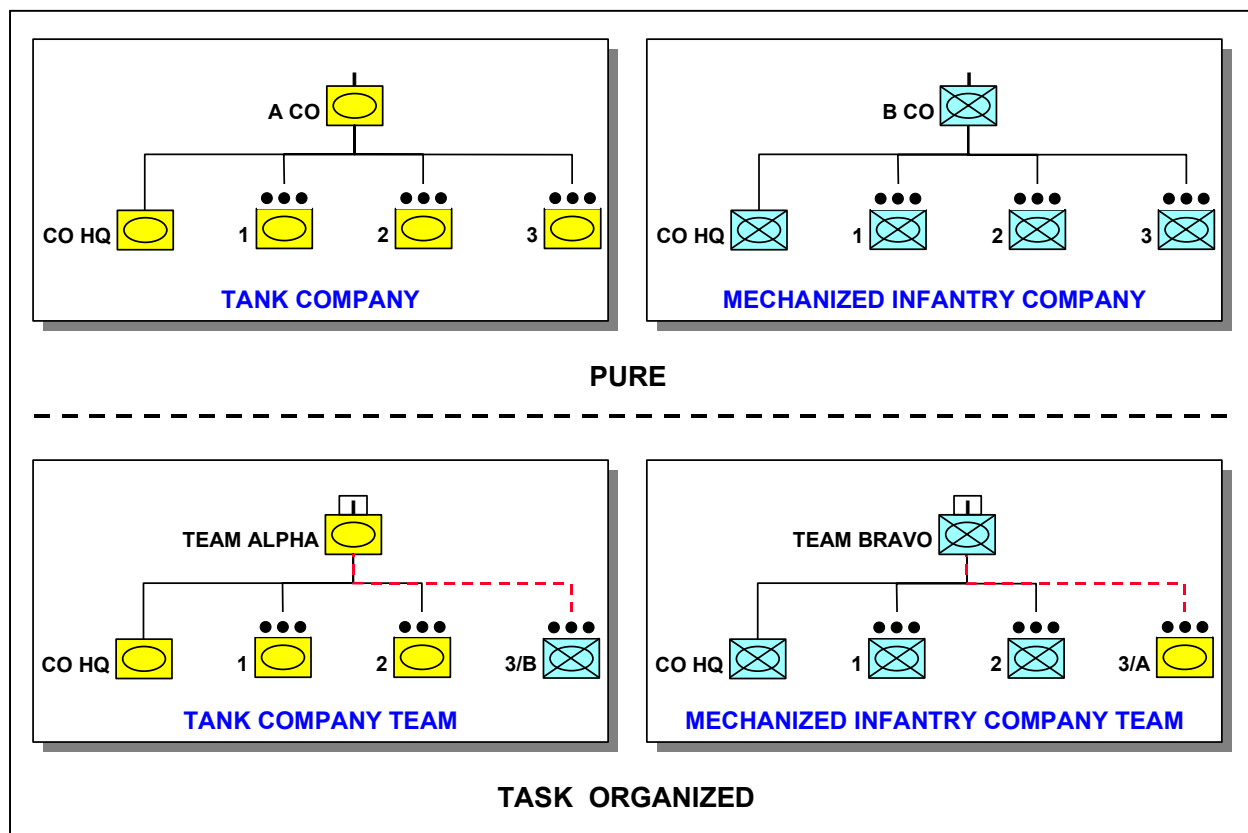 A CO
CO HQ 1 2 3
TANK COMPANY
B CO
CO HQ 1 2 3
MECHANIZED INFANTRY COMPANY
PURE
TEAM ALPHA
CO HQ 1 2 3/B
TANK COMPANY TEAM
TEAM BRAVO
CO HQ 1 2 3/A
MECHANIZED INFANTRY COMPANY TEAM
TASK ORGANIZED